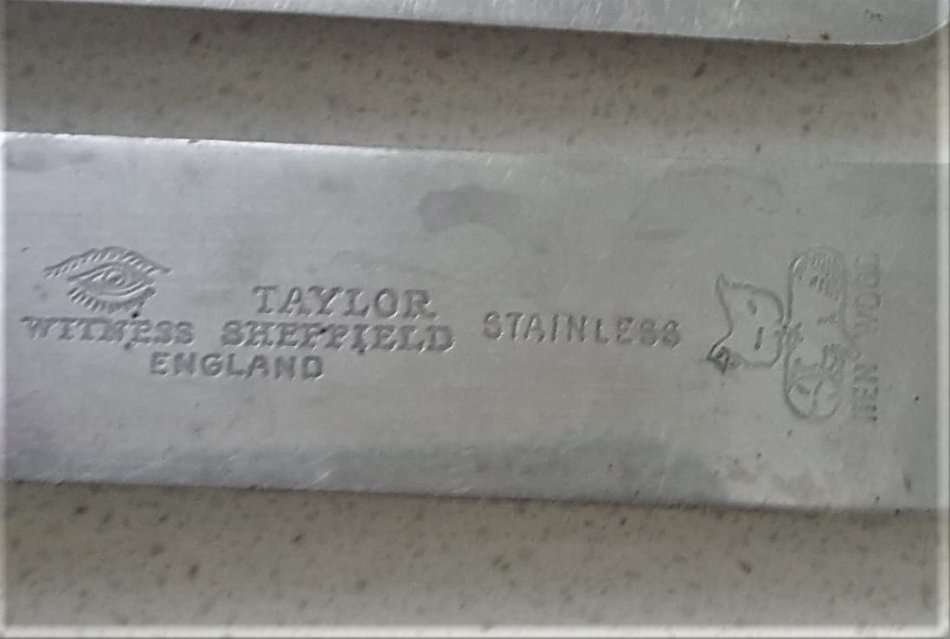 TAYLOR
WITNESS SHEFFIELD
ENGLAND
STAINLESS